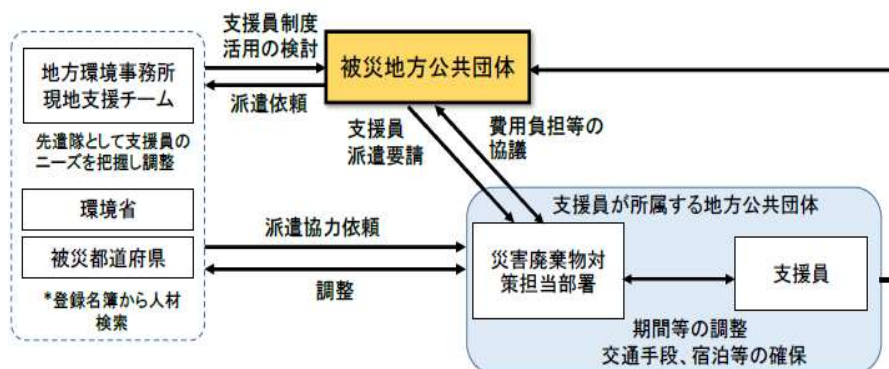 支援員制度
活用の検討
地方環境事務所
現地支援チーム
被災地方公共団体
派遣依頼
先遣隊として支援員の
ニーズを把握し調整
支援員
派遣要請
費用負担等の
協議
環境省
被災都道府県
*登録名簿から人材
検索
派遣協力依頼
調整
支援員が所属する地方公共団体
災害廃棄物対
策担当部署
支援員
期間等の調整
交通手段、宿泊等の確保